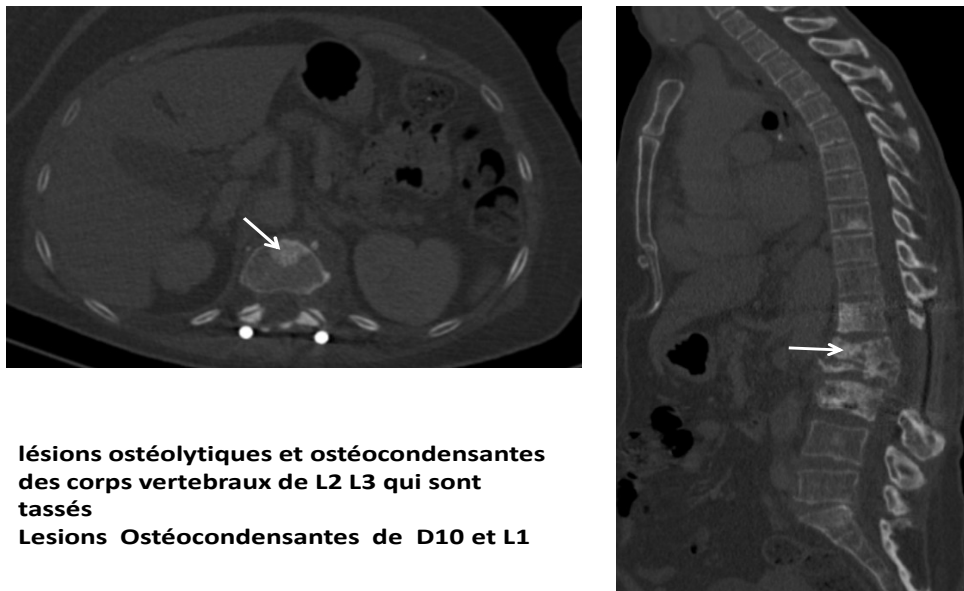 lésions ostéolytiques et ostéocondensantes
des corps vertebraux de L2 L3 qui sont
tassés
Lesions Ostéocondensantes de D10 et L1